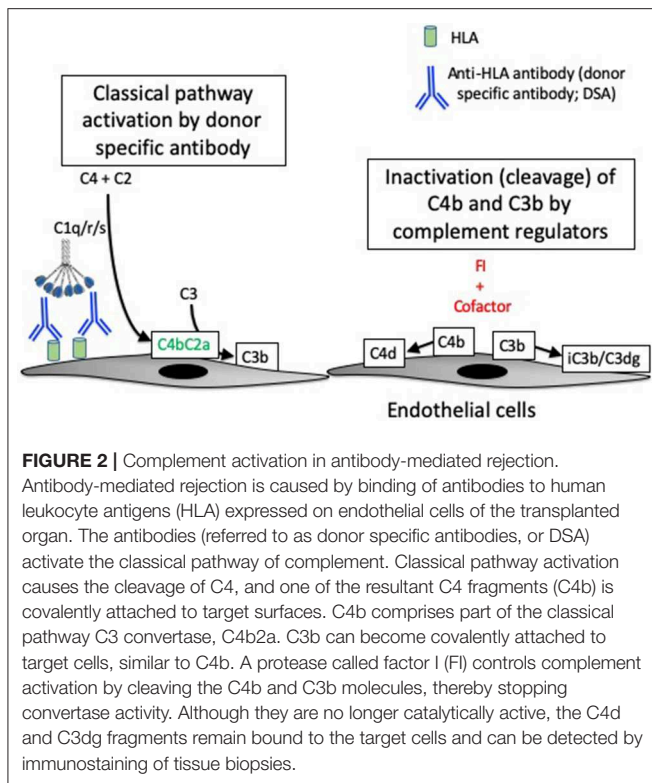 HLA
Anti-HLA antibody (donor
specific antibody; DSA)
Classical pathway
activation by donor
specific antibody
C4 + C2
C1q/r/s
C3
C4bC2a
C3b
Inactivation (cleavage) of
C4b and C3b by
complement regulators
FI
+
Cofactor
C4d
C4b
C3b
iC3b/C3dg
Endothelial cells
FIGURE 2 | Complement activation in antibody-mediated rejection.
Antibody-mediated rejection is caused by binding of antibodies to human
leukocyte antigens (HLA) expressed on endothelial cells of the transplanted
organ. The antibodies (referred to as donor specific antibodies, or DSA)
activate the classical pathway of complement. Classical pathway activation
causes the cleavage of C4, and one of the resultant C4 fragments (C4b) is
covalently attached to target surfaces. C4b comprises part of the classical
pathway C3 convertase, C4b2a. C3b can become covalently attached to
target cells, similar to C4b. A protease called factor I (FI) controls complement
activation by cleaving the C4b and C3b molecules, thereby stopping
convertase activity. Although they are no longer catalytically active, the C4d
and C3dg fragments remain bound to the target cells and can be detected by
immunostaining of tissue biopsies.